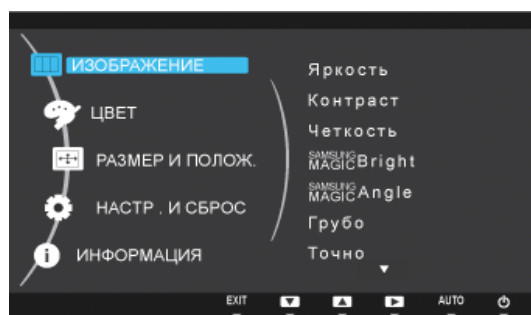 ИЗОБРАЖЕНИЕ
ЦВЕТ
РАЗМЕР И ПОЛОЖ.
НАСТР . И СБРОС
ИНФОРМАЦИЯ
Яркость
Контраст
Четкость
SAMSUNG MAGIC Bright
SAMSUNG MAGIC Angle
Грубо
Точно
EXIT AUTO